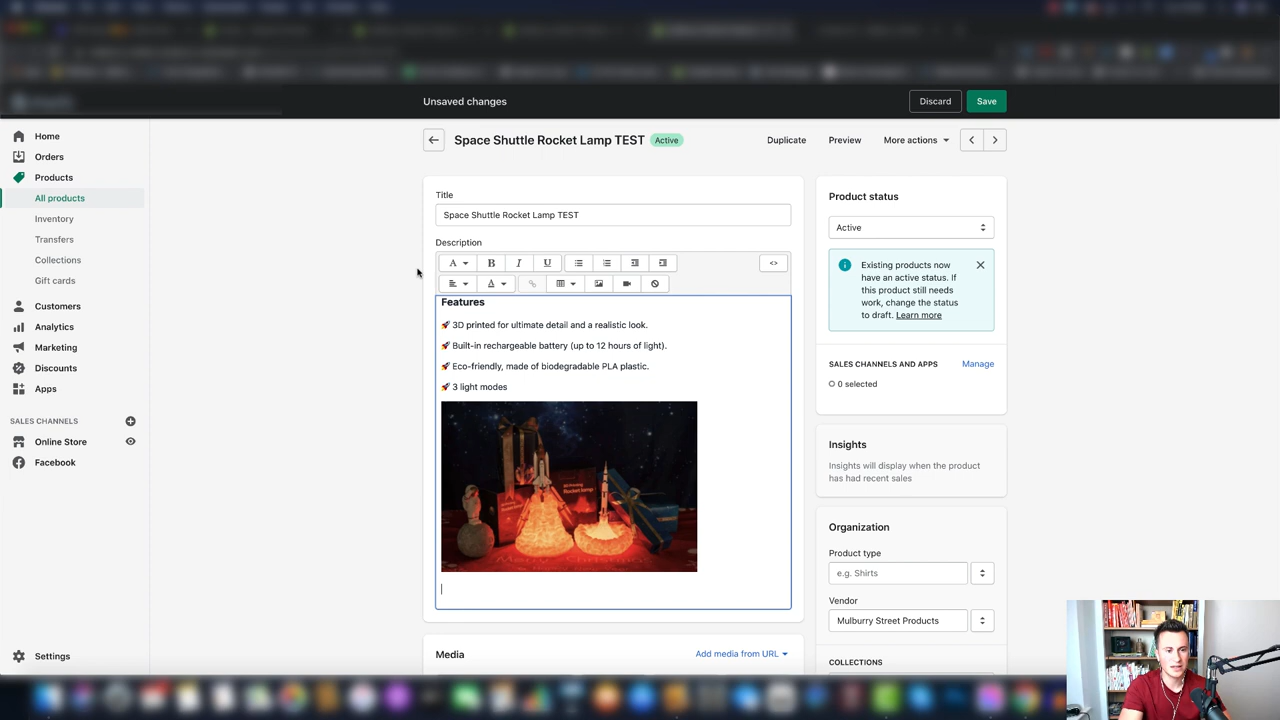 Unsaved changes
Discard
Save
Home
Orders
Products
All products
Inventory
Transfers
Collections
Gift cards
Customers
Analytics
Marketing
Discounts
Apps
SALES CHANNELS
Online Store
Facebook
Settings
Space Shuttle Rocket Lamp TEST Active
Duplicate
Preview
More actions
Title
Space Shuttle Rocket Lamp TEST
Description
A
B
I
U
<>
A
Features
🚀 3D printed for ultimate detail and a realistic look.
🚀 Built-in rechargeable battery (up to 12 hours of light).
🚀 Eco-friendly, made of biodegradable PLA plastic.
🚀 3 light modes
Rocket lamp
Merry Christmas
Media
Add media from URL
Product status
Active
Existing products now
have an active status. If
this product still needs
work, change the status
to draft. Learn more
SALES CHANNELS AND APPS
Manage
0 selected
Insights
Insights will display when the product
has had recent sales
Organization
Product type
e.g. Shirts
Vendor
Mulburry Street Products
COLLECTIONS